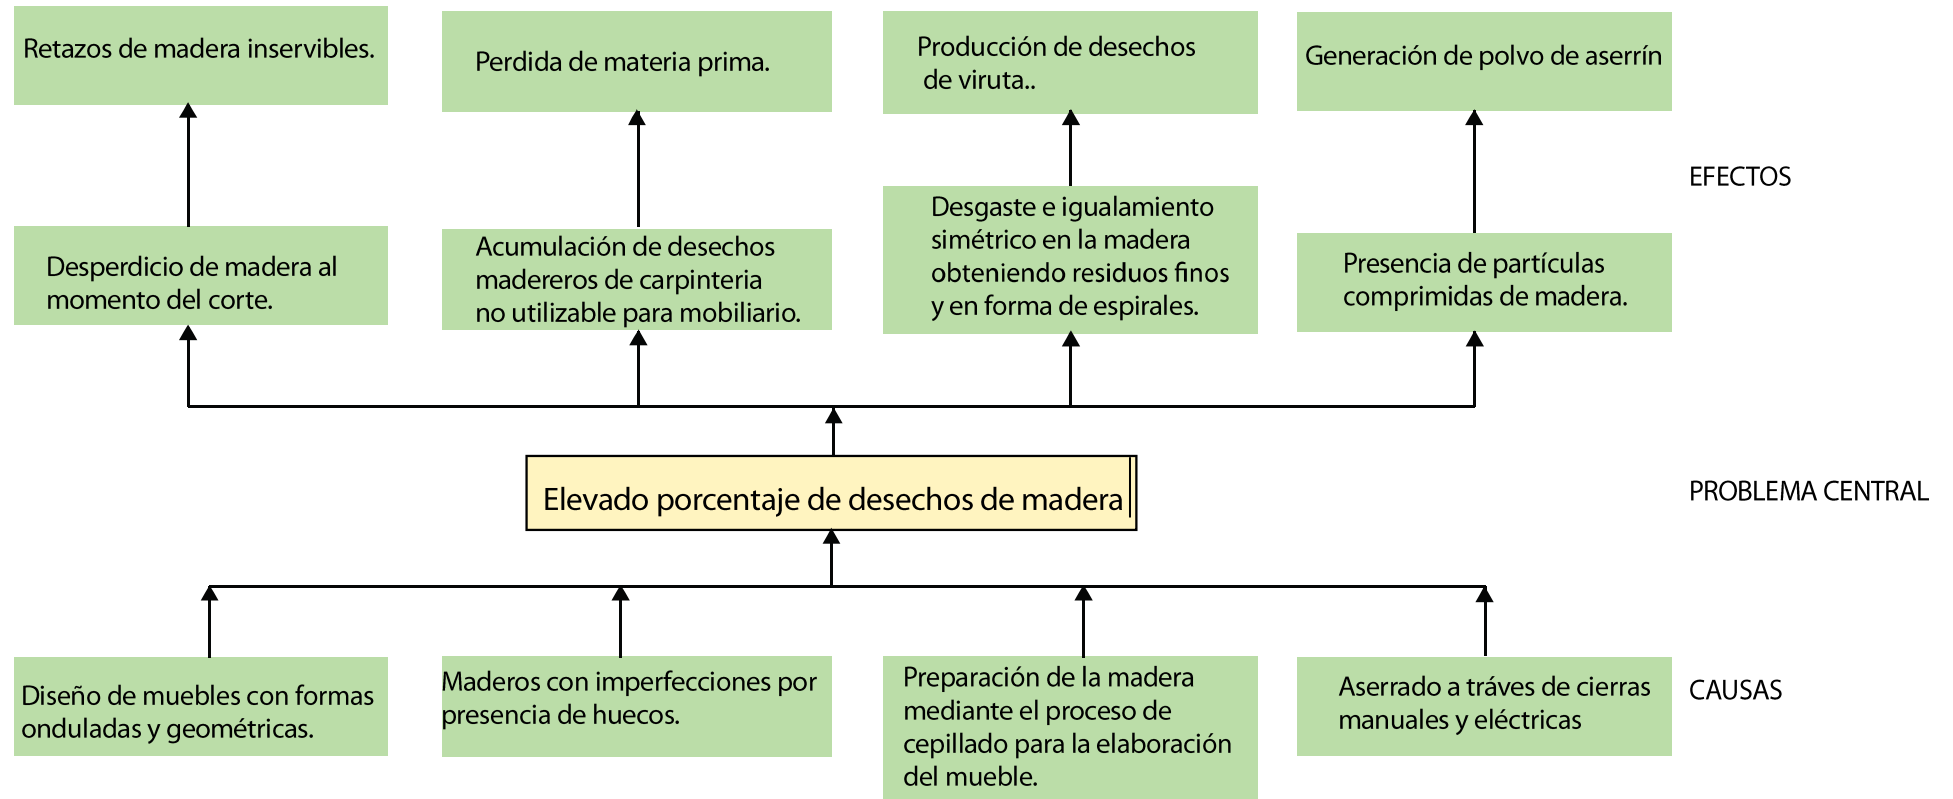 Retazos de madera inservibles.
Perdida de materia prima.
Producción de desechos
de viruta..
Generación de polvo de aserrín
EFECTOS
Desperdicio de madera al
momento del corte.
Acumulación de desechos
madereros de carpinteria
no utilizable para mobiliario.
Desgaste e igualamiento
simétrico en la madera
obteniendo residuos finos
y en forma de espirales.
Presencia de partículas
comprimidas de madera.
Elevado porcentaje de desechos de madera
PROBLEMA CENTRAL
Diseño de muebles con formas
onduladas y geométricas.
Maderos con imperfecciones por
presencia de huecos.
Preparación de la madera
mediante el proceso de
cepillado para la elaboración
del mueble.
Aserrado a tráves de cierras
manuales y eléctricas
CAUSAS